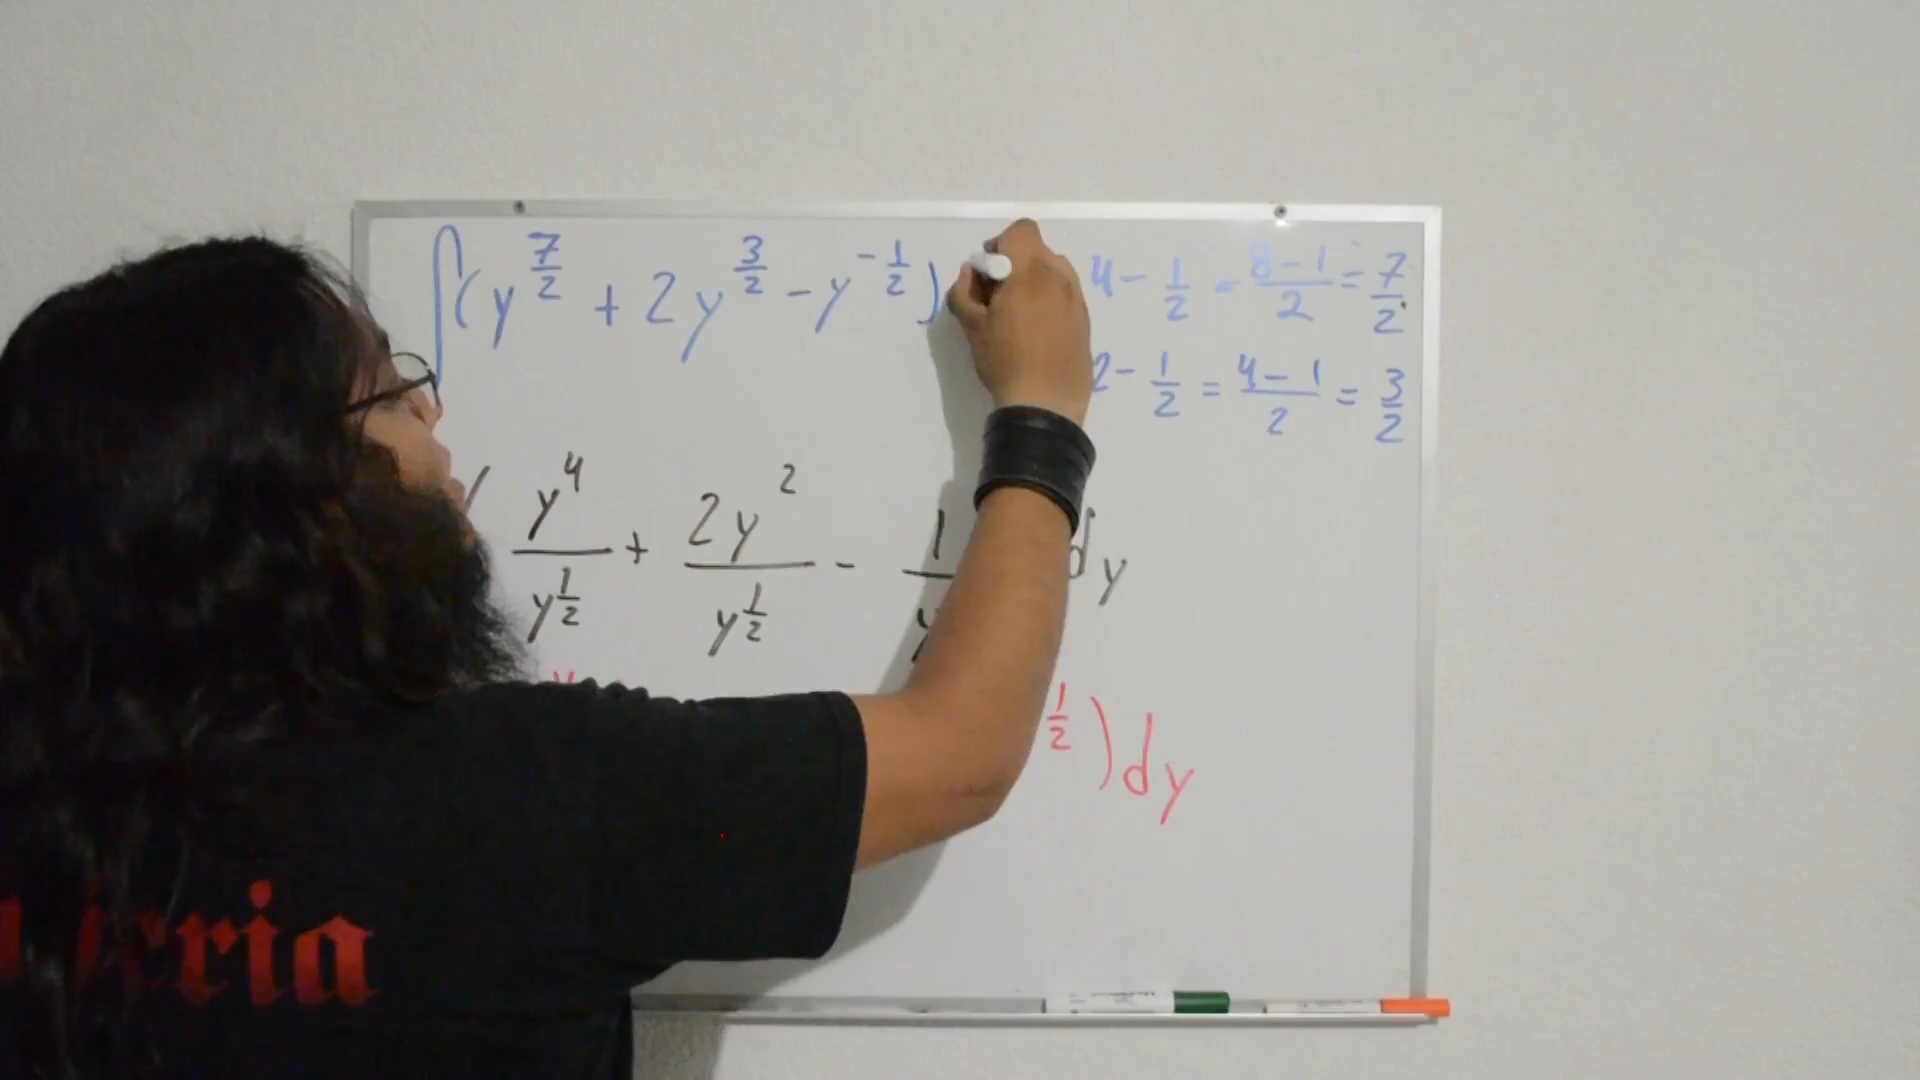 ∫(y^{7/2} + 2y^{3/2} - y^{-1/2})
4 - 1/2 = 8-1/2 = 7/2
2 - 1/2 = 4-1/2 = 3/2
y^4/y^{1/2} + 2y^2/y^{1/2} - 1/y dy
1/2)dy
ria